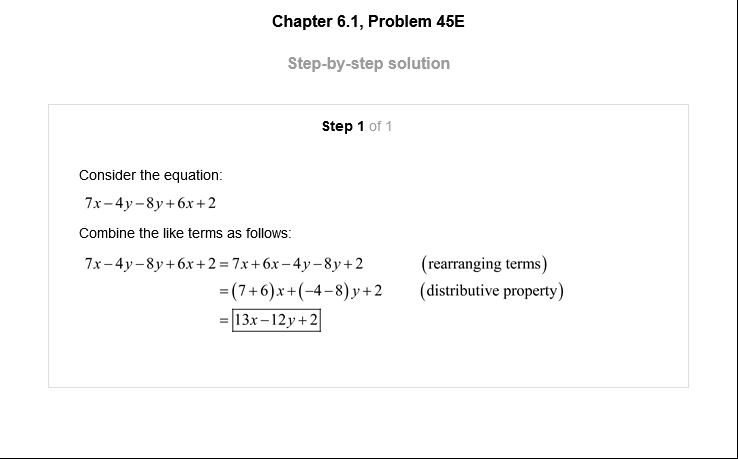 Chapter 6.1, Problem 45E
Step-by-step solution
Step 1 of 1
Consider the equation:
7x−4y−8y+6x+2
Combine the like terms as follows:
7x−4y−8y+6x+2=7x+6x−4y−8y+2 (rearranging terms)
=(7+6)x+(−4−8)y+2 (distributive property)
=13x−12y+2